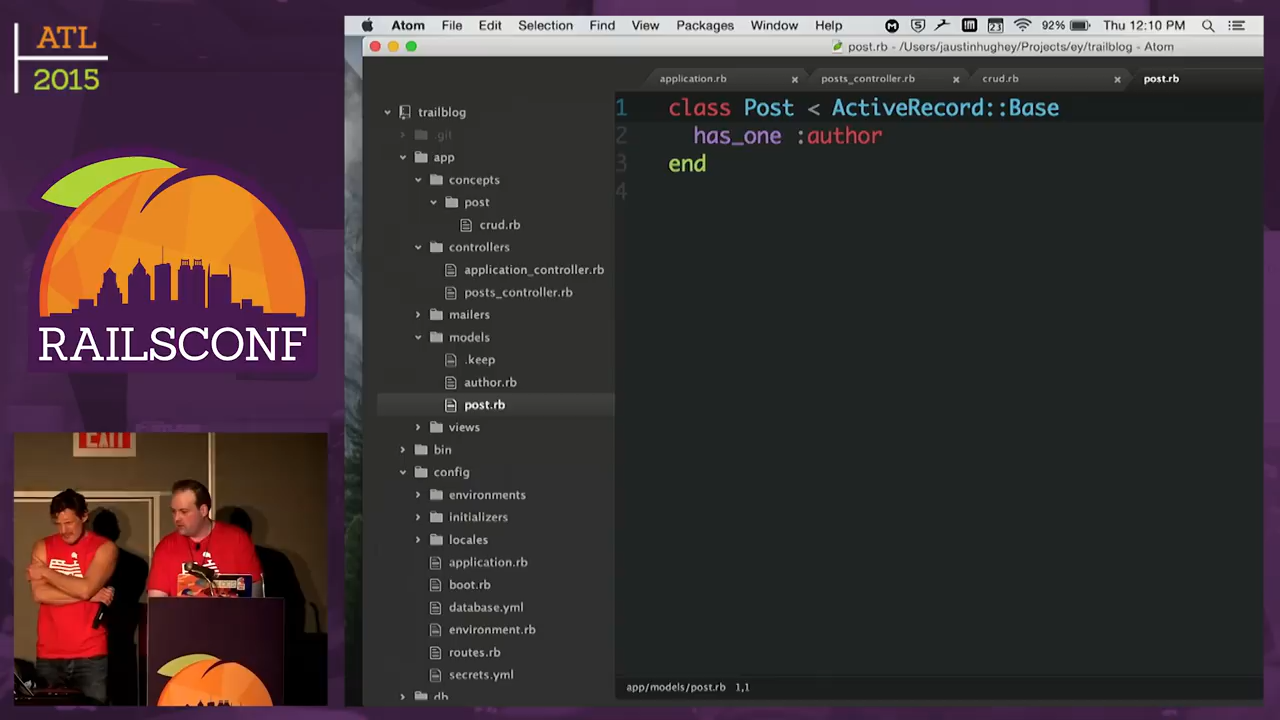 ATL
2015
RAILSCONF
EXIT
Atom File Edit Selection Find View Packages Window Help 23 92% Thu 12:10 PM
post.rb - /Users/jaustinhughey/Projects/ey/trailblog - Atom
application.rb posts_controller.rb crud.rb post.rb
trailblog
.git
app
concepts
post
crud.rb
controllers
application_controller.rb
posts_controller.rb
mailers
models
.keep
author.rb
post.rb
views
bin
config
environments
initializers
locales
application.rb
boot.rb
database.yml
environment.rb
routes.rb
secrets.yml
db
1 class Post < ActiveRecord::Base
2 has_one :author
3 end
4
app/models/post.rb 1,1